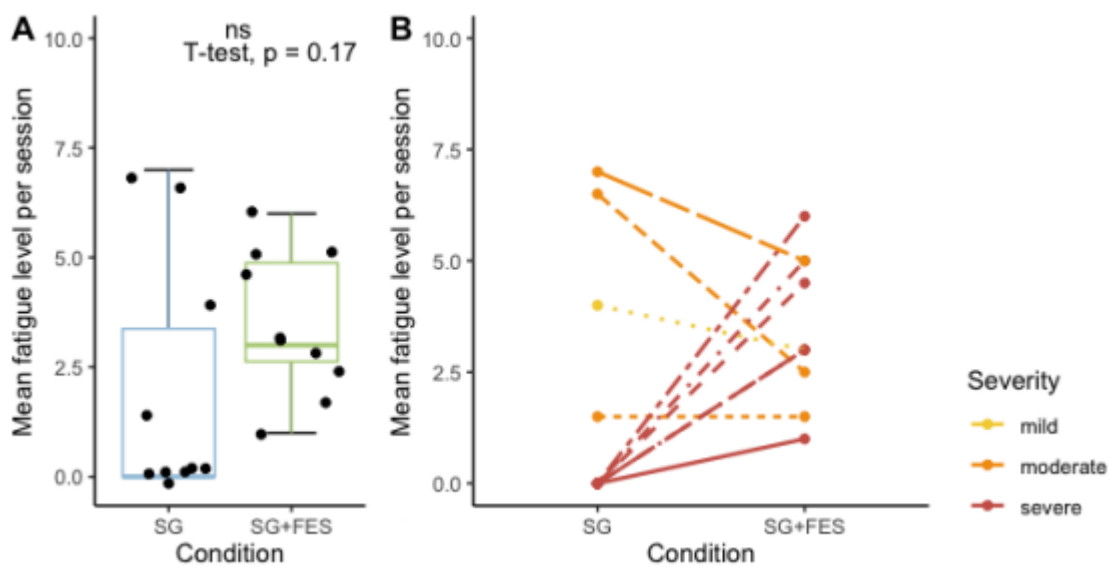 A
ns
T-test, p = 0.17
Mean fatigue level per session
10.0
7.5
5.0
2.5
0.0
SG
SG+FES
Condition
B
Mean fatigue level per session
10.0
7.5
5.0
2.5
0.0
SG
SG+FES
Condition
Severity
mild
moderate
severe